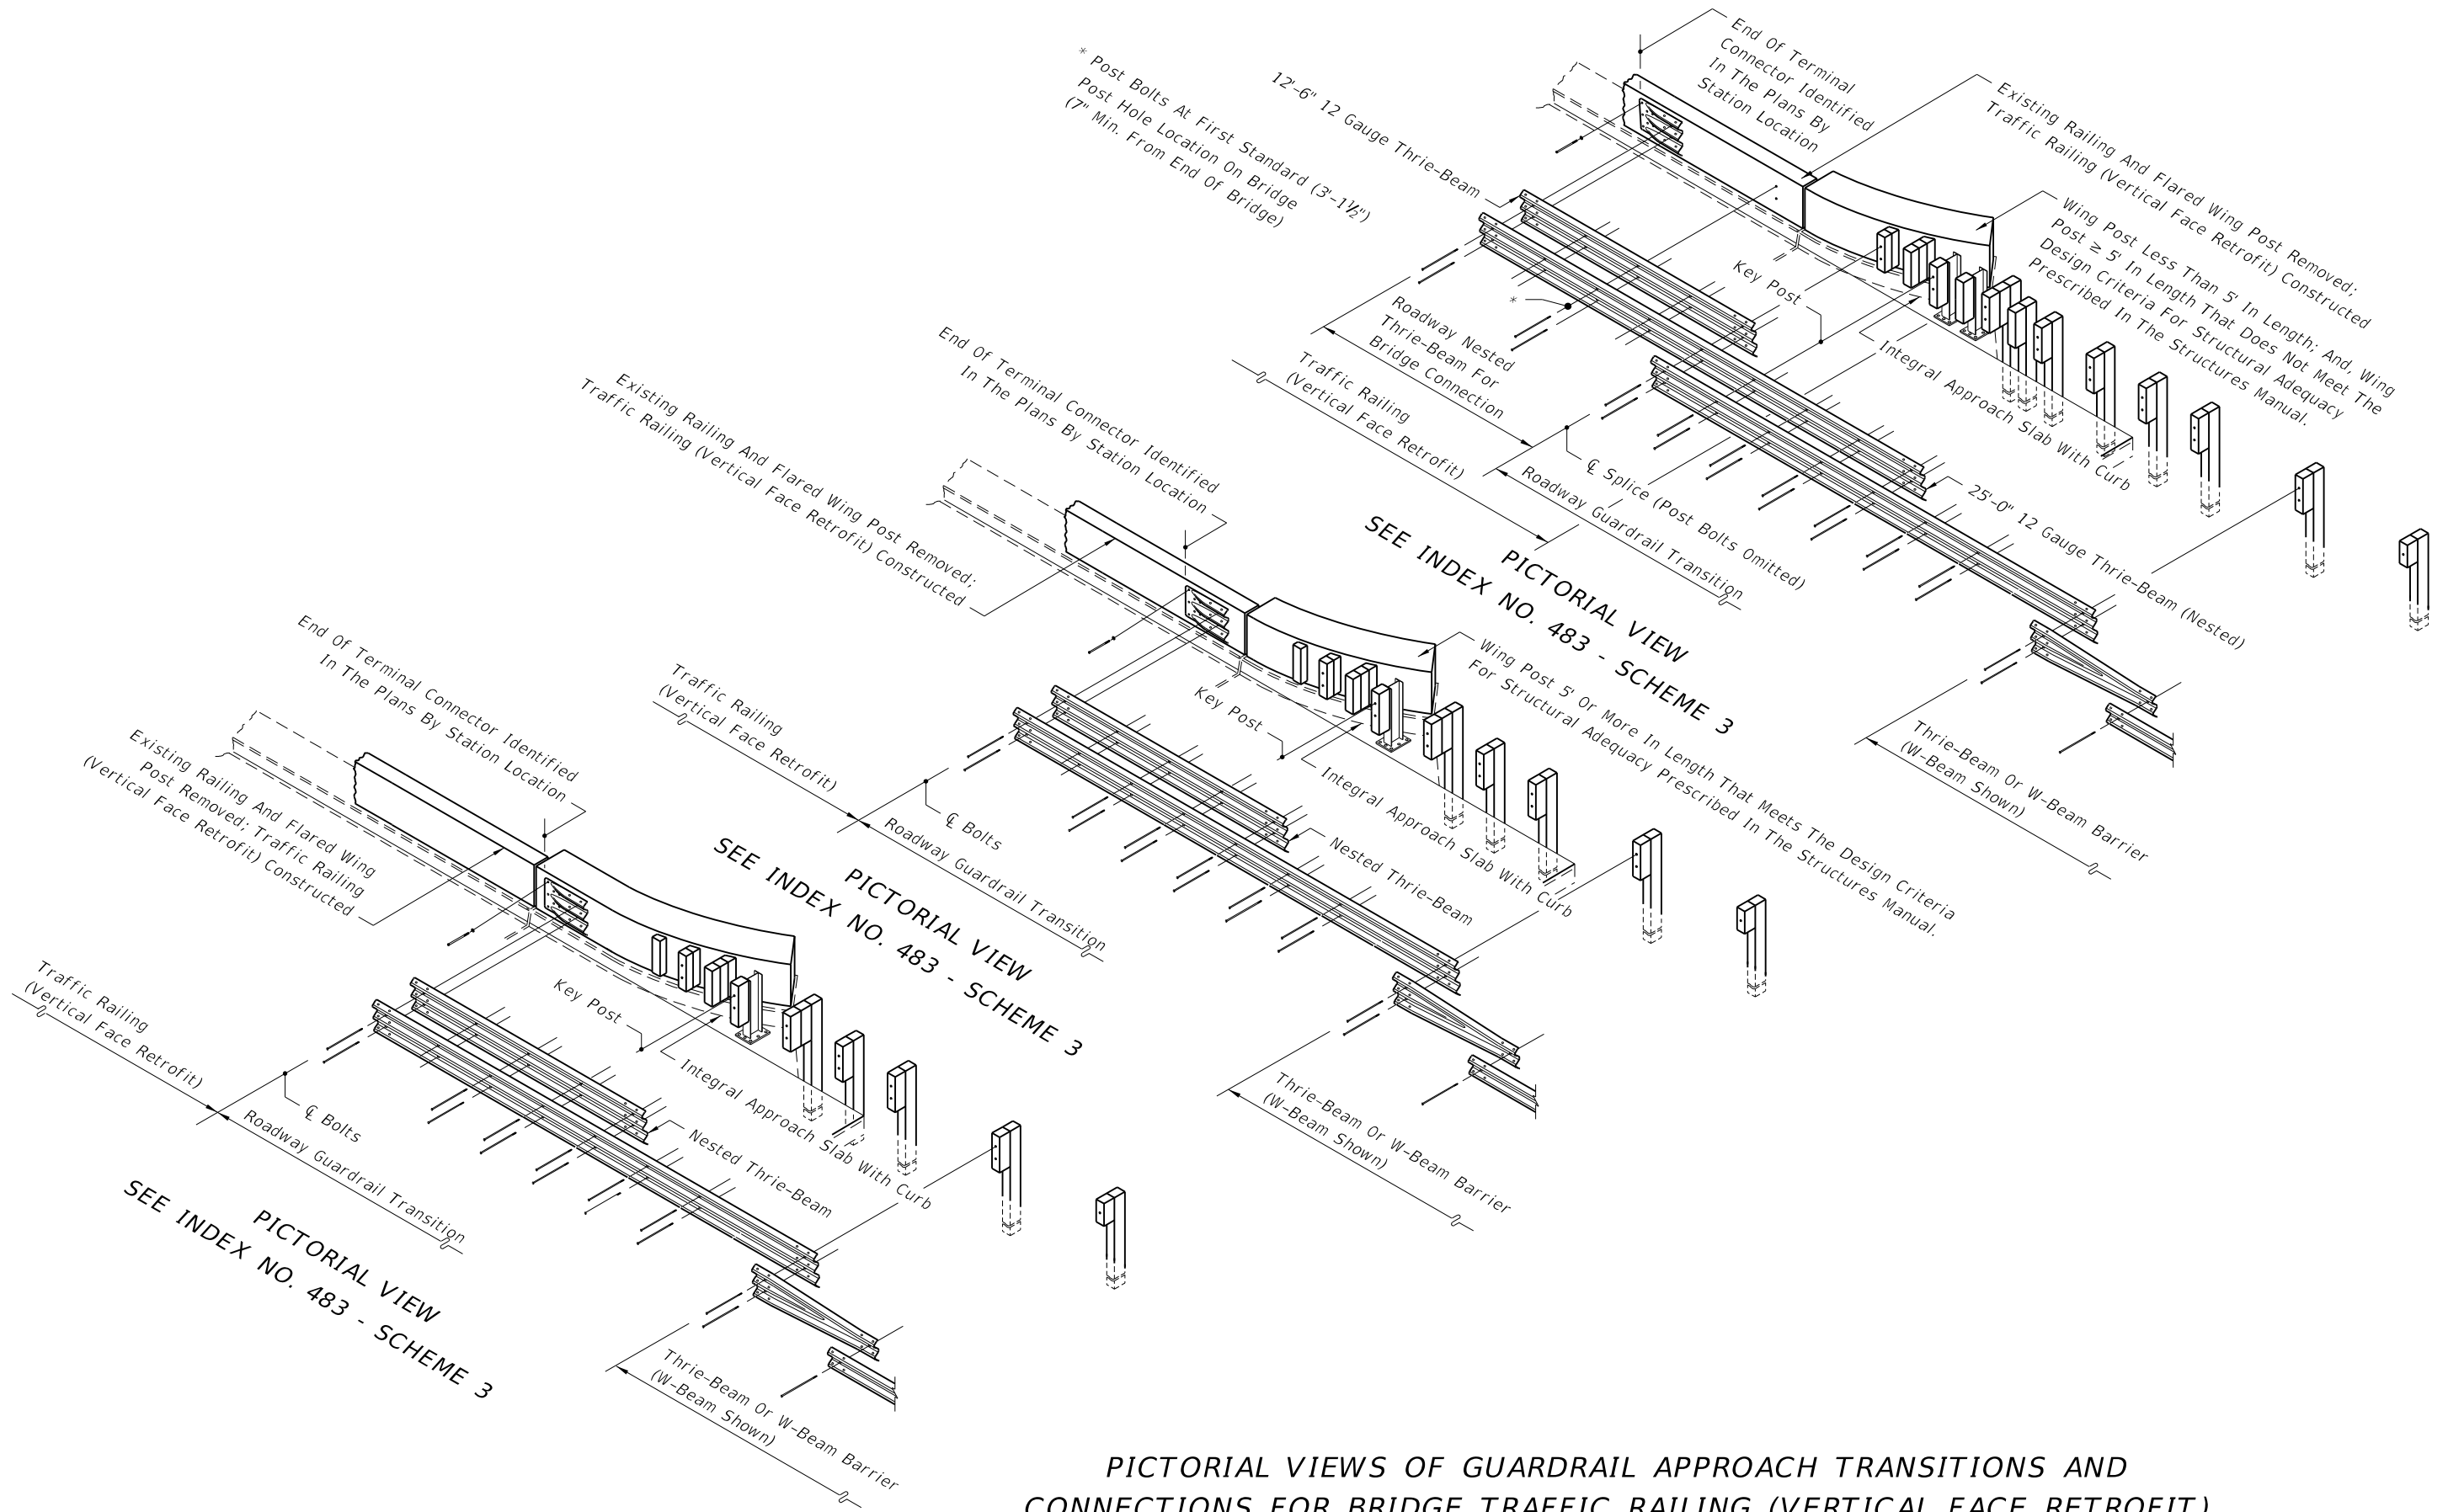 * Post Bolts At First Standard (3'-1½")
Post Hole Location On Bridge
(7" Min. From End Of Bridge)
12'-6" 12 Gauge Thrie-Beam
End Of Terminal
Connector Identified
In The Plans By
Station Location
Existing Railing And Flared Wing Post Removed;
Traffic Railing (Vertical Face Retrofit) Constructed
Wing Post Less Than 5' In Length; And, Wing
Post ≥ 5' In Length That Does Not Meet The
Design Criteria For Structural Adequacy
Prescribed In The Structures Manual.
Key Post
*
Roadway Nested
Thrie-Beam For
Bridge Connection
Traffic Railing
(Vertical Face Retrofit)
Integral Approach Slab With Curb
℄ Splice (Post Bolts Omitted)
Roadway Guardrail Transition
25'-0" 12 Gauge Thrie-Beam (Nested)
Thrie-Beam Or W-Beam Barrier
(W-Beam Shown)
PICTORIAL VIEW
SEE INDEX NO. 483 - SCHEME 3
End Of Terminal Connector Identified
In The Plans By Station Location
Existing Railing And Flared Wing Post Removed;
Traffic Railing (Vertical Face Retrofit) Constructed
Wing Post 5' Or More In Length That Meets The Design Criteria
For Structural Adequacy Prescribed In The Structures Manual.
Key Post
Traffic Railing
(Vertical Face Retrofit)
Integral Approach Slab With Curb
℄ Bolts
Roadway Guardrail Transition
Nested Thrie-Beam
Thrie-Beam Or W-Beam Barrier
(W-Beam Shown)
PICTORIAL VIEW
SEE INDEX NO. 483 - SCHEME 3
End Of Terminal Connector Identified
In The Plans By Station Location
Existing Railing And Flared Wing
Post Removed; Traffic Railing
(Vertical Face Retrofit) Constructed
Key Post
Traffic Railing
(Vertical Face Retrofit)
Integral Approach Slab With Curb
℄ Bolts
Roadway Guardrail Transition
Nested Thrie-Beam
Thrie-Beam Or W-Beam Barrier
(W-Beam Shown)
PICTORIAL VIEW
SEE INDEX NO. 483 - SCHEME 3
PICTORIAL VIEWS OF GUARDRAIL APPROACH TRANSITIONS AND
CONNECTIONS FOR BRIDGE TRAFFIC RAILING (VERTICAL FACE RETROFIT)